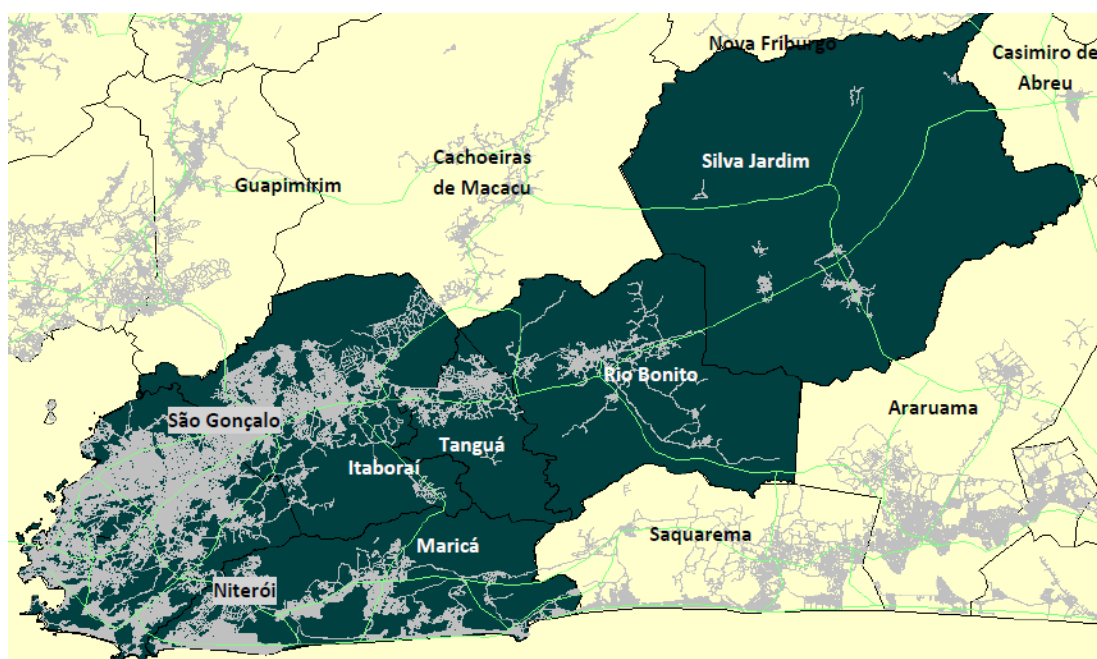 Nova Friburgo
Casimiro de
Abreu
Cachoeiras
de Macacu
Silva Jardim
Guapimirim
Rio Bonito
Araruama
São Gonçalo
Tanguá
Itaboraí
Saquarema
Maricá
Niterói